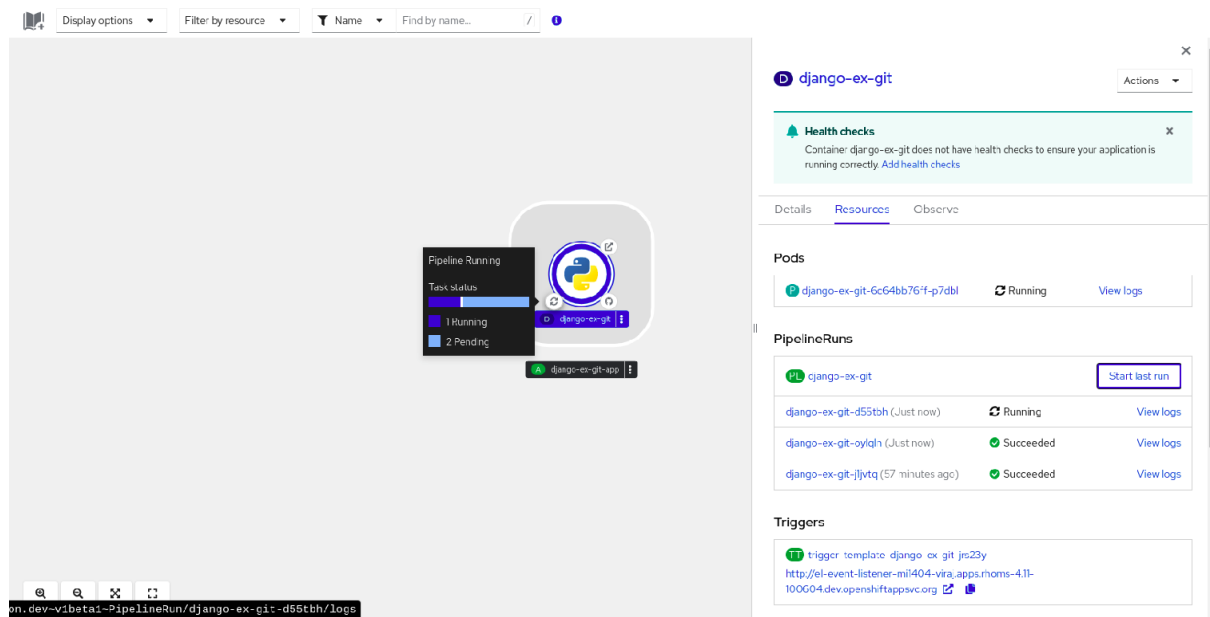 Display options
Filter by resource
Name
Find by name...
/
django-ex-git
Actions
Health checks
Container django-ex-git does not have health checks to ensure your application is
running correctly. Add health checks
Details Resources Observe
Pods
P django-ex-git-6c64bb76ff-p7dbl Running View logs
PipelineRuns
PL django-ex-git Start last run
django-ex-git-d55tbh (Just now) Running View logs
django-ex-git-oylqln (Just now) Succeeded View logs
django-ex-git-j1jvtq (57 minutes ago) Succeeded View logs
Triggers
TT trigger-template-django-ex-git-jrs23y
http://el-event-listener-mi1404-viraj.apps.rhoms-4.11-
100604.dev.openshiftappsvc.org
Pipeline Running
Task status
1 Running
2 Pending
D django-ex-git
A django-ex-git-app
on.dev~v1beta1~PipelineRun/django-ex-git-d55tbh/logs